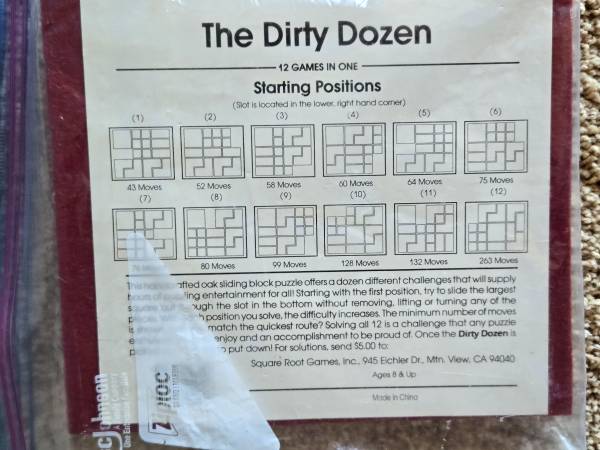 The Dirty Dozen
12 GAMES IN ONE
Starting Positions
(Slot is located in the lower, right hand corner)
(1) (2) (3) (4) (5) (6)
43 Moves 52 Moves 58 Moves 60 Moves 64 Moves 75 Moves
(7) (8) (9) (10) (11) (12)
80 Moves 99 Moves 128 Moves 132 Moves 263 Moves
oak sliding block puzzle offers a dozen different challenges that will supply
entertainment for all! Starting with the first position, try to slide the largest
square through the slot in the bottom without removing, lifting or turning any of the
position you solve, the difficulty increases. The minimum number of moves
match the quickest route? Solving all 12 is a challenge that any puzzle
enjoy and an accomplishment to be proud of. Once the Dirty Dozen is
put down! For solutions, send $5.00 to:
Square Root Games, Inc., 945 Eichler Dr., Mtn. View, CA 94040
Ages 8 & Up
Made in China